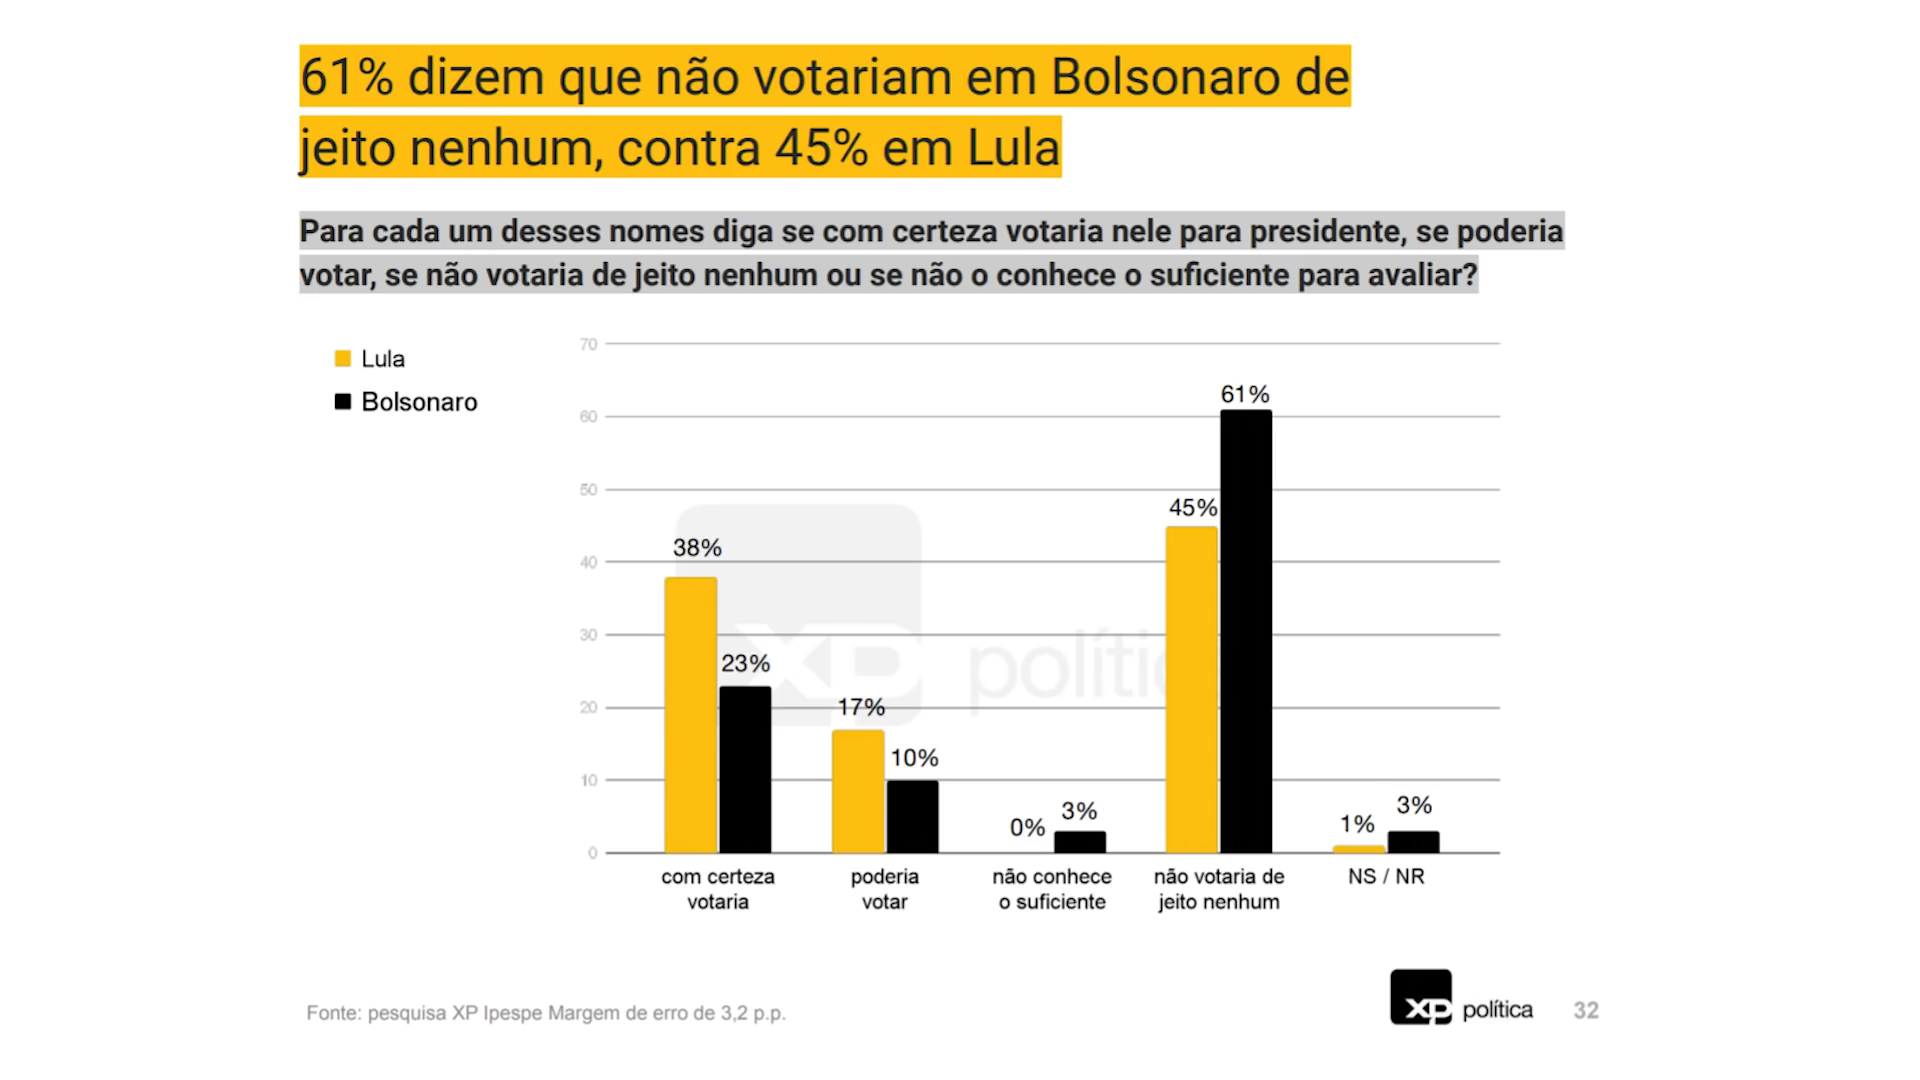 61% dizem que não votariam em Bolsonaro de
jeito nenhum, contra 45% em Lula
Para cada um desses nomes diga se com certeza votaria nele para presidente, se poderia
votar, se não votaria de jeito nenhum ou se não o conhece o suficiente para avaliar?
Lula
Bolsonaro
70
60
50
40
30
20
10
0
38%
23%
17%
10%
0%
3%
45%
61%
1%
3%
XP políti
com certeza
votaria
poderia
votar
não conhece
o suficiente
não votaria de
jeito nenhum
NS / NR
Fonte: pesquisa XP Ipespe Margem de erro de 3,2 p.p.
XP política
32